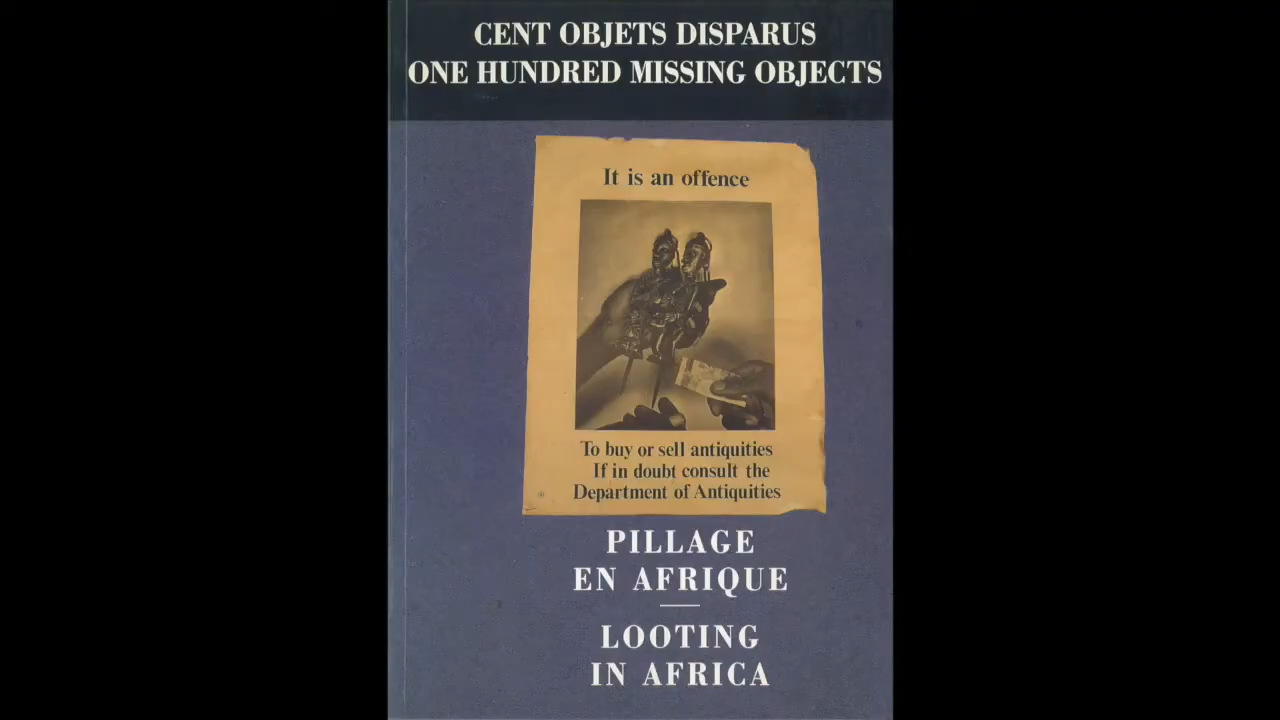 CENT OBJETS DISPARUS
ONE HUNDRED MISSING OBJECTS
It is an offence
To buy or sell antiquities
If in doubt consult the
Department of Antiquities
PILLAGE
EN AFRIQUE
LOOTING
IN AFRICA